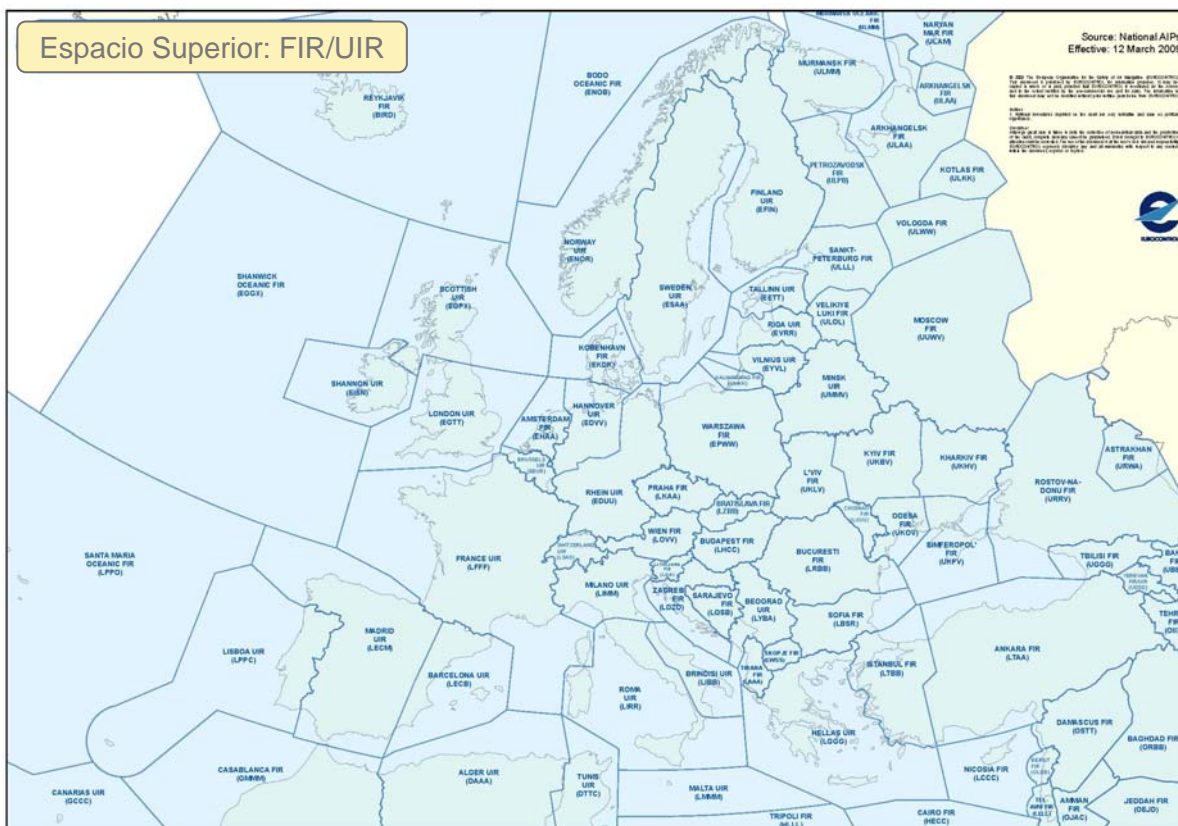 Espacio Superior: FIR/UIR
Source: National AIPs
Effective: 12 March 2009
FIR
(ULMM)
NARYAN
MAR FIR
(ULAM)
BODO
OCEANIC FIR
(ENOB)
MURMANSK FIR
(ULMM)
REYKJAVIK
FIR
(BIRD)
ARKHANGELSK
FIR
(ULAA)
ARKHANGELSK
FIR
(ULAA)
PETROZAVODSK
FIR
(ULPB)
KOTLAS FIR
(ULKK)
FINLAND
UIR
(EFIN)
VOLOGDA FIR
(ULWW)
EUROCONTROL
NORWAY
UIR
(ENOR)
SANKT-
PETERBURG FIR
(ULLL)
SHANWICK
OCEANIC FIR
(EGGX)
SCOTTISH
UIR
(EGPX)
SWEDEN
UIR
(ESAA)
TALLINN UIR
(EETT)
VELIKIYE
LUKI FIR
(ULOL)
MOSCOW
FIR
(UUWV)
RIGA UIR
(EVRR)
KOBENHAVN
FIR
(EKDK)
VILNIUS UIR
(EYVL)
MINSK
UIR
(UMMV)
SHANNON UIR
(EISN)
LONDON UIR
(EGTT)
AMSTERDAM
FIR
(EHAA)
HANNOVER
UIR
(EDVV)
WARSZAWA
FIR
(EPWW)
BRUSSELS
UIR
KYIV FIR
(UKBV)
KHARKIV FIR
(UKHV)
ASTRAKHAN
FIR
(URWA)
L'VIV
FIR
(UKLV)
ROSTOV-NA-
DONU FIR
(URRV)
RHEIN UIR
(EDUU)
PRAHA FIR
(LKAA)
BRATISLAVA FIR
(LZBB)
ODESA
FIR
(UKOV)
WIEN FIR
(LOVV)
BUDAPEST FIR
(LHCC)
SIMFEROPOL'
FIR
(UKFV)
SANTA MARIA
OCEANIC FIR
(LPPO)
FRANCE UIR
(LFFF)
SWITZERLAND
UIR
(LSAS)
BUCURESTI
FIR
(LRBB)
TBILISI FIR
(UGGG)
MILANO UIR
(LIMM)
ZAGREB
FIR
(LDZO)
SARAJEVO
FIR
(LQSB)
BEOGRAD
UIR
(LYBA)
SOFIA FIR
(LBSR)
LISBOA UIR
(LPPC)
MADRID
UIR
(LECM)
BARCELONA UIR
(LECB)
ROMA
UIR
(LIRR)
BRINDISI UIR
(LIBB)
TIRANA
FIR
(LAAA)
SKOPJE FIR
(LWSS)
ISTANBUL FIR
(LTBB)
ANKARA FIR
(LTAA)
HELLAS UIR
(LGGG)
DAMASCUS FIR
(OSTT)
BAGHDAD FIR
(ORBB)
CANARIAS UIR
(GCCC)
CASABLANCA FIR
(GMMM)
ALGER UIR
(DAAA)
TUNIS
UIR
(DTTC)
MALTA UIR
(LMMM)
NICOSIA FIR
(LCCC)
TRIPOLI FIR
(HLLL)
CAIRO FIR
(HECC)
AMMAN
FIR
(OJAC)
JEDDAH FIR
(OEJD)